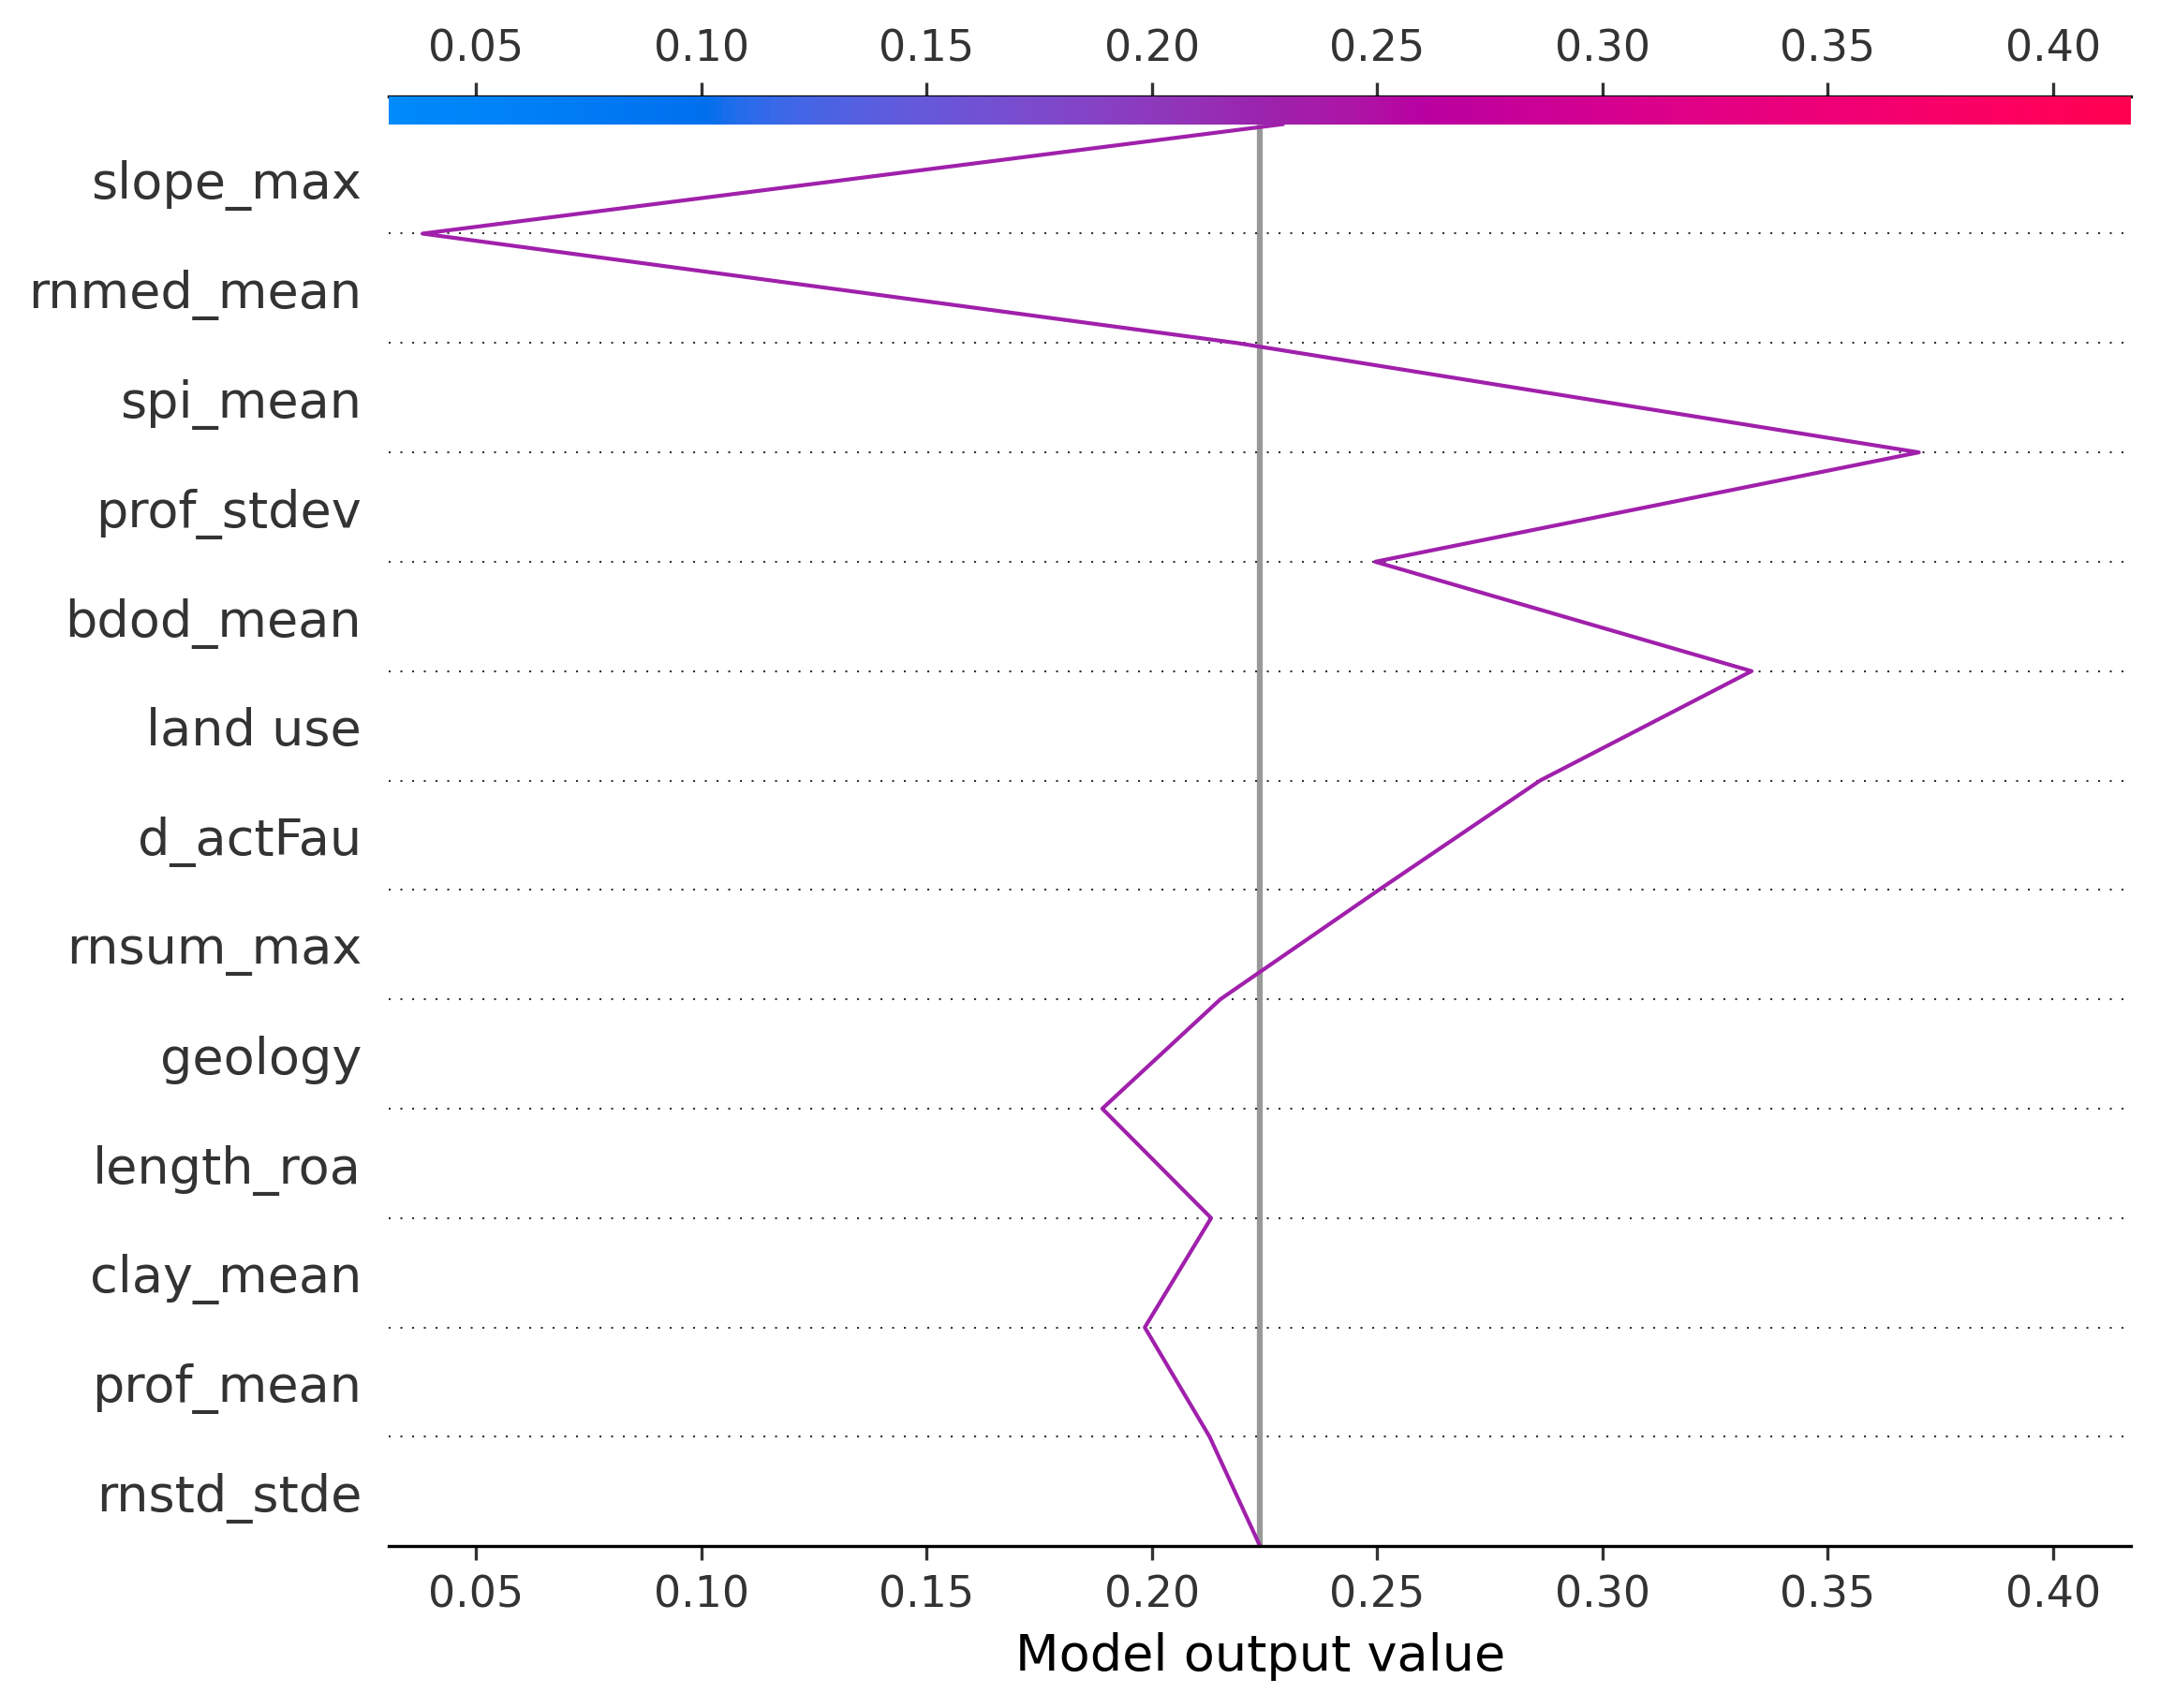 0.05 0.10 0.15 0.20 0.25 0.30 0.35 0.40
slope_max
rnmed_mean
spi_mean
prof_stdev
bdod_mean
land use
d_actFau
rnsum_max
geology
length_roa
clay_mean
prof_mean
rnstd_stde
0.05 0.10 0.15 0.20 0.25 0.30 0.35 0.40
Model output value